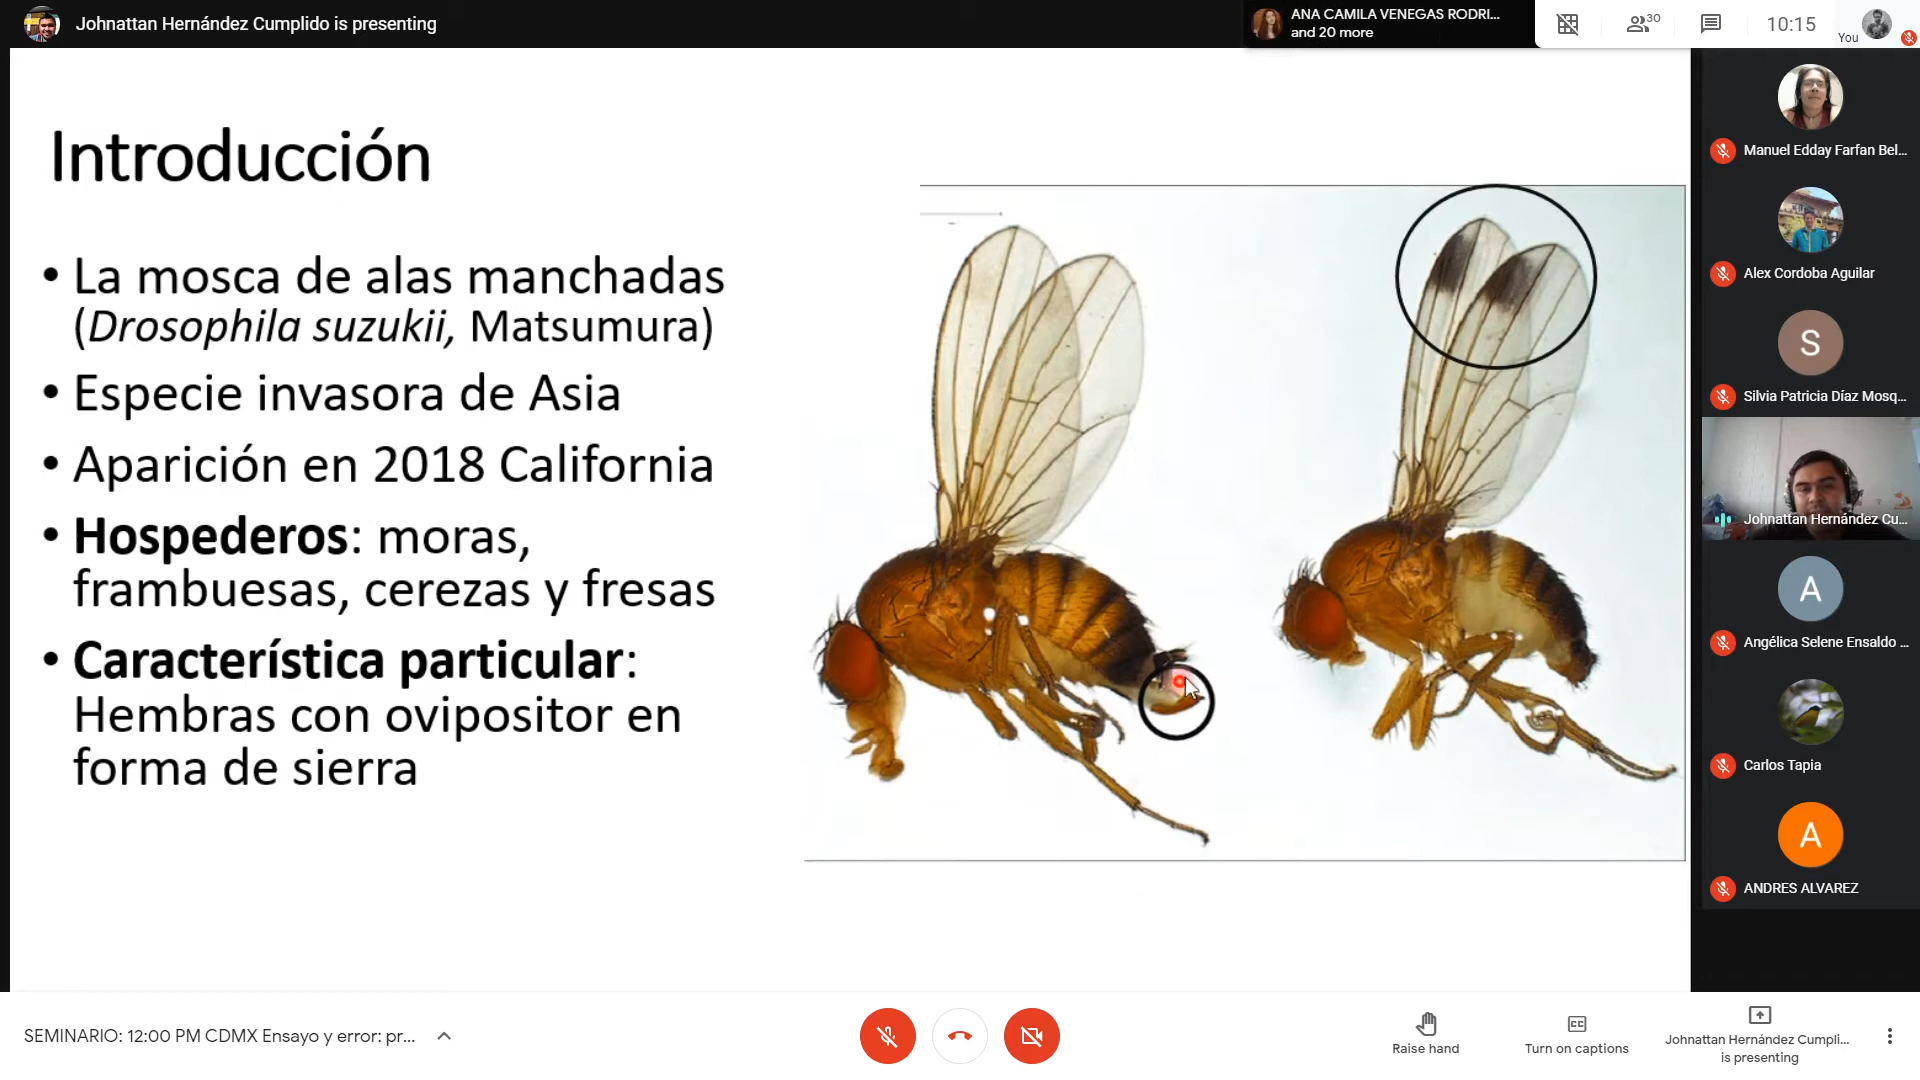 Johnattan Hernández Cumplido is presenting
ANA CAMILA VENEGAS RODRI...
and 20 more
30
10:15
You
Introducción
• La mosca de alas manchadas
(Drosophila suzukii, Matsumura)
• Especie invasora de Asia
• Aparición en 2018 California
• Hospederos: moras,
frambuesas, cerezas y fresas
• Característica particular:
Hembras con ovipositor en
forma de sierra
Manuel Edday Farfan Bel...
Alex Cordoba Aguilar
S
Silvia Patricia Díaz Mosq...
Johnattan Hernández Cu...
A
Angélica Selene Ensaldo ...
Carlos Tapia
A
ANDRES ALVAREZ
SEMINARIO: 12:00 PM CDMX Ensayo y error: pr...
Raise hand
Turn on captions
Johnattan Hernández Cumpli...
is presenting